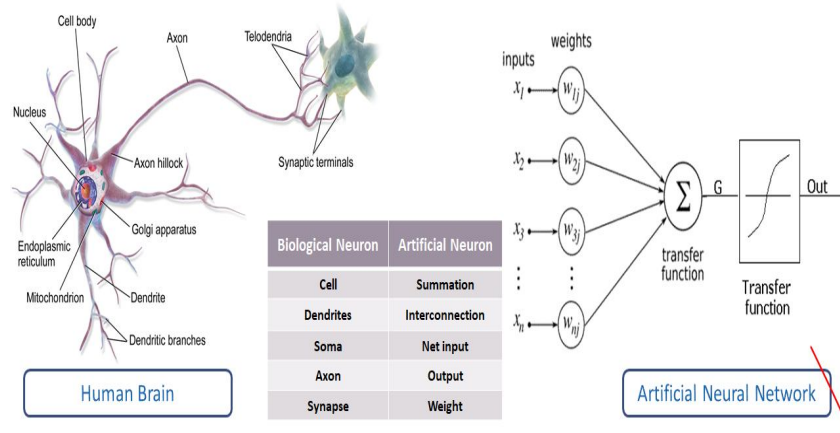 Cell body
Axon
Telodendria
Nucleus
Axon hillock
Synaptic terminals
Golgi apparatus
Endoplasmic
reticulum
Mitochondrion
Dendrite
Dendritic branches
Human Brain
Biological Neuron Artificial Neuron
Cell Summation
Dendrites Interconnection
Soma Net input
Axon Output
Synapse Weight
weights
inputs
x1 w1j
x2 w2j
x3 w3j
xn wnj
Σ
G
Out
transfer
function
Transfer
function
Artificial Neural Network